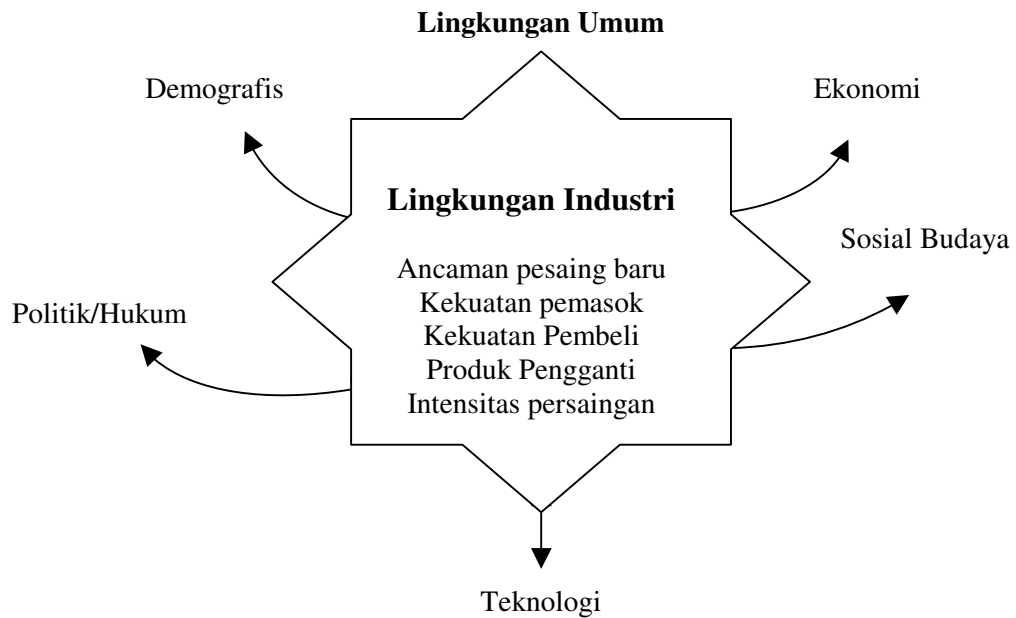 Lingkungan Umum
Demografis
Ekonomi
Lingkungan Industri
Sosial Budaya
Ancaman pesaing baru
Kekuatan pemasok
Politik/Hukum
Kekuatan Pembeli
Produk Pengganti
Intensitas persaingan
Teknologi